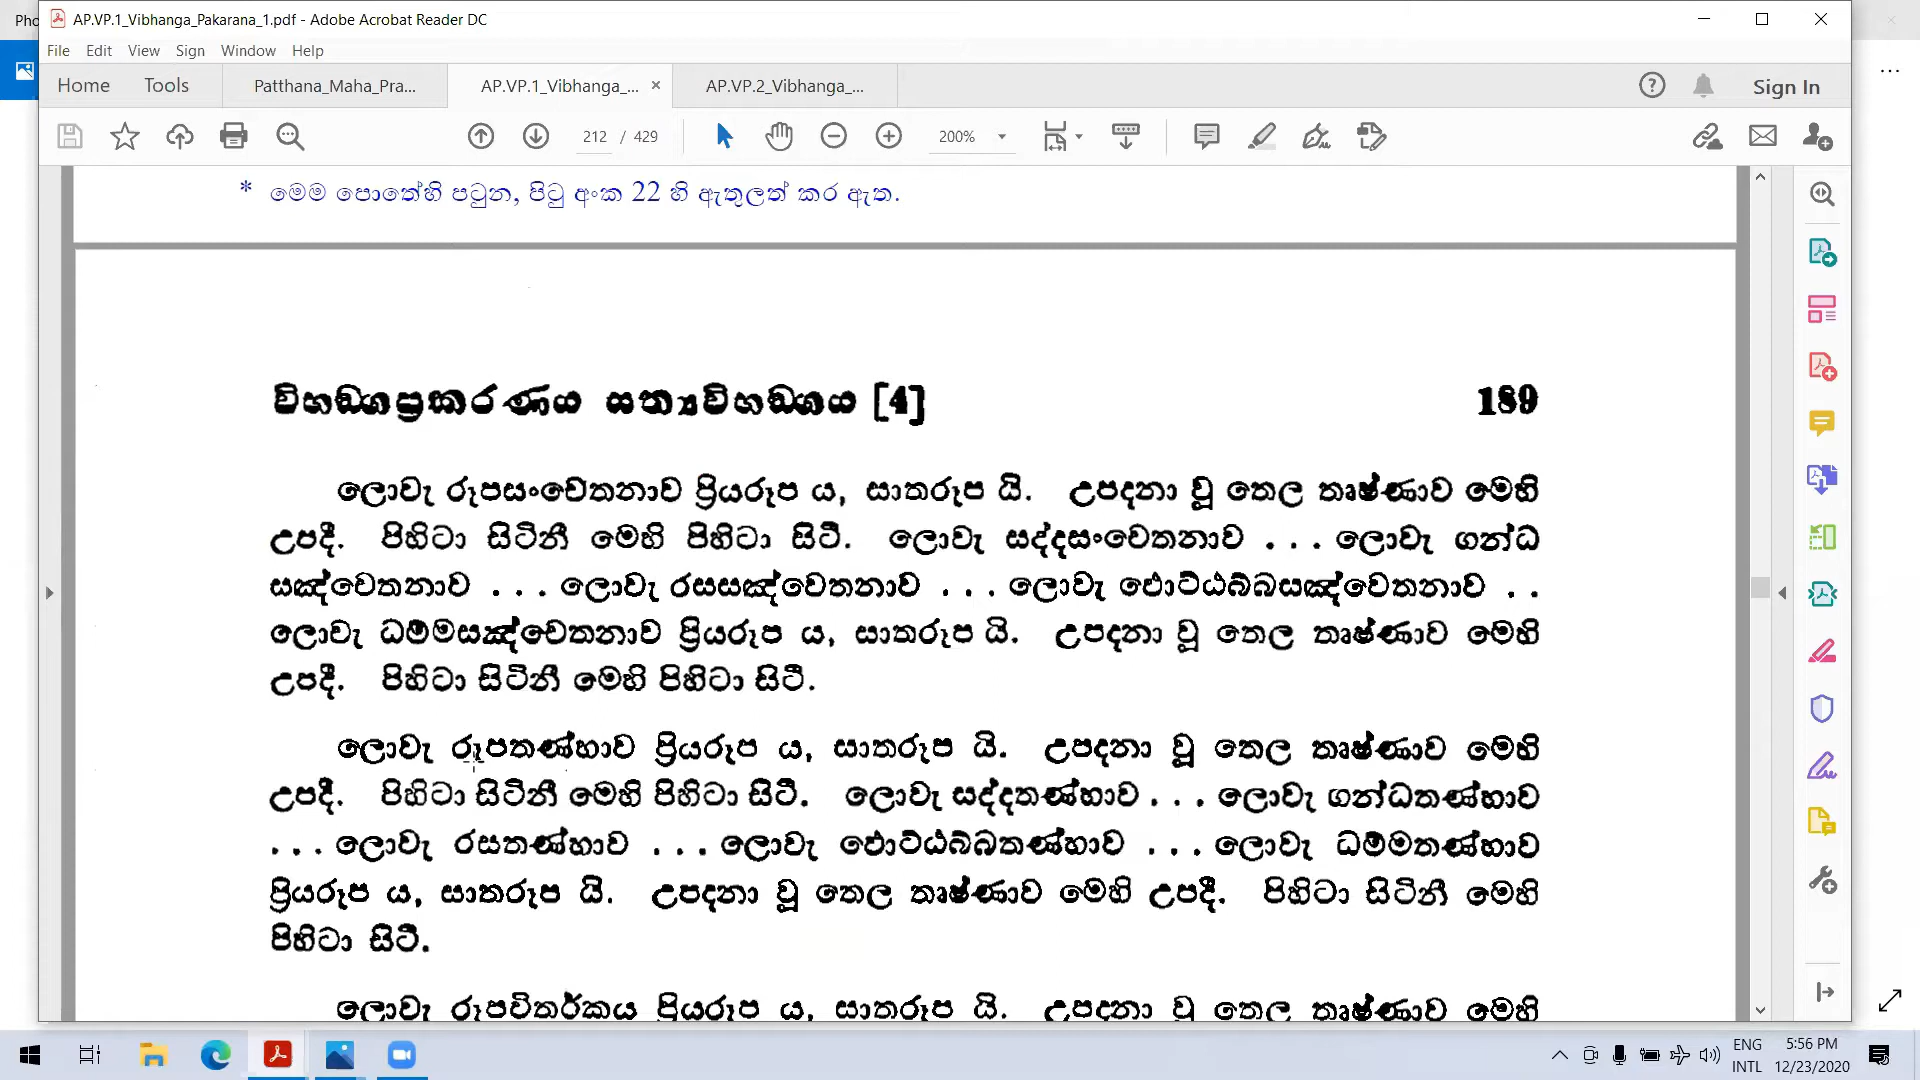 Pho
AP.VP.1_Vibhanga_Pakarana_1.pdf - Adobe Acrobat Reader DC
File Edit View Sign Window Help
Home Tools Patthana_Maha_Pra... AP.VP.1_Vibhanga_... AP.VP.2_Vibhanga_... Sign In
212 / 429 200%
* මෙම පොතේහි පටුන, පිටු අංක 22 හි ඇතුලත් කර ඇත.
විභඞ්ගප්‍රකරණය සත්‍යවිභඞ්ගය [4] 189
ලොවැ රූපසංචේතනාව ප්‍රියරූප ය, සාතරූප යි. උපදනා වූ තෙල තෘෂ්ණාව මෙහි
උපදී. පිහිටා සිටිනී මෙහි පිහිටා සිටී. ලොවැ සද්දසංචෙතනාව ... ලොවැ ගන්ධ
සඤ්චෙතනාව ... ලොවැ රසසඤ්චෙතනාව ... ලොවැ ඵොට්ඨබ්බසඤ්චෙතනාව ..
ලොවැ ධම්මසඤ්චෙතනාව ප්‍රියරූප ය, සාතරූප යි. උපදනා වූ තෙල තෘෂ්ණාව මෙහි
උපදී. පිහිටා සිටිනී මෙහි පිහිටා සිටී.
ලොවැ රූපතණ්හාව ප්‍රියරූප ය, සාතරූප යි. උපදනා වූ තෙල තෘෂ්ණාව මෙහි
උපදී. පිහිටා සිටිනී මෙහි පිහිටා සිටී. ලොවැ සද්දතණ්හාව ... ලොවැ ගන්ධතණ්හාව
... ලොවැ රසතණ්හාව ... ලොවැ ඵොට්ඨබ්බතණ්හාව ... ලොවැ ධම්මතණ්හාව
ප්‍රියරූප ය, සාතරූප යි. උපදනා වූ තෙල තෘෂ්ණාව මෙහි උපදී. පිහිටා සිටිනී මෙහි
පිහිටා සිටී.
ලොවැ රූපවිතර්කය ප්‍රියරූප ය, සාතරූප යි. උපදනා වූ තෙල තෘෂ්ණාව මෙහි
ENG 5:56 PM
INTL 12/23/2020